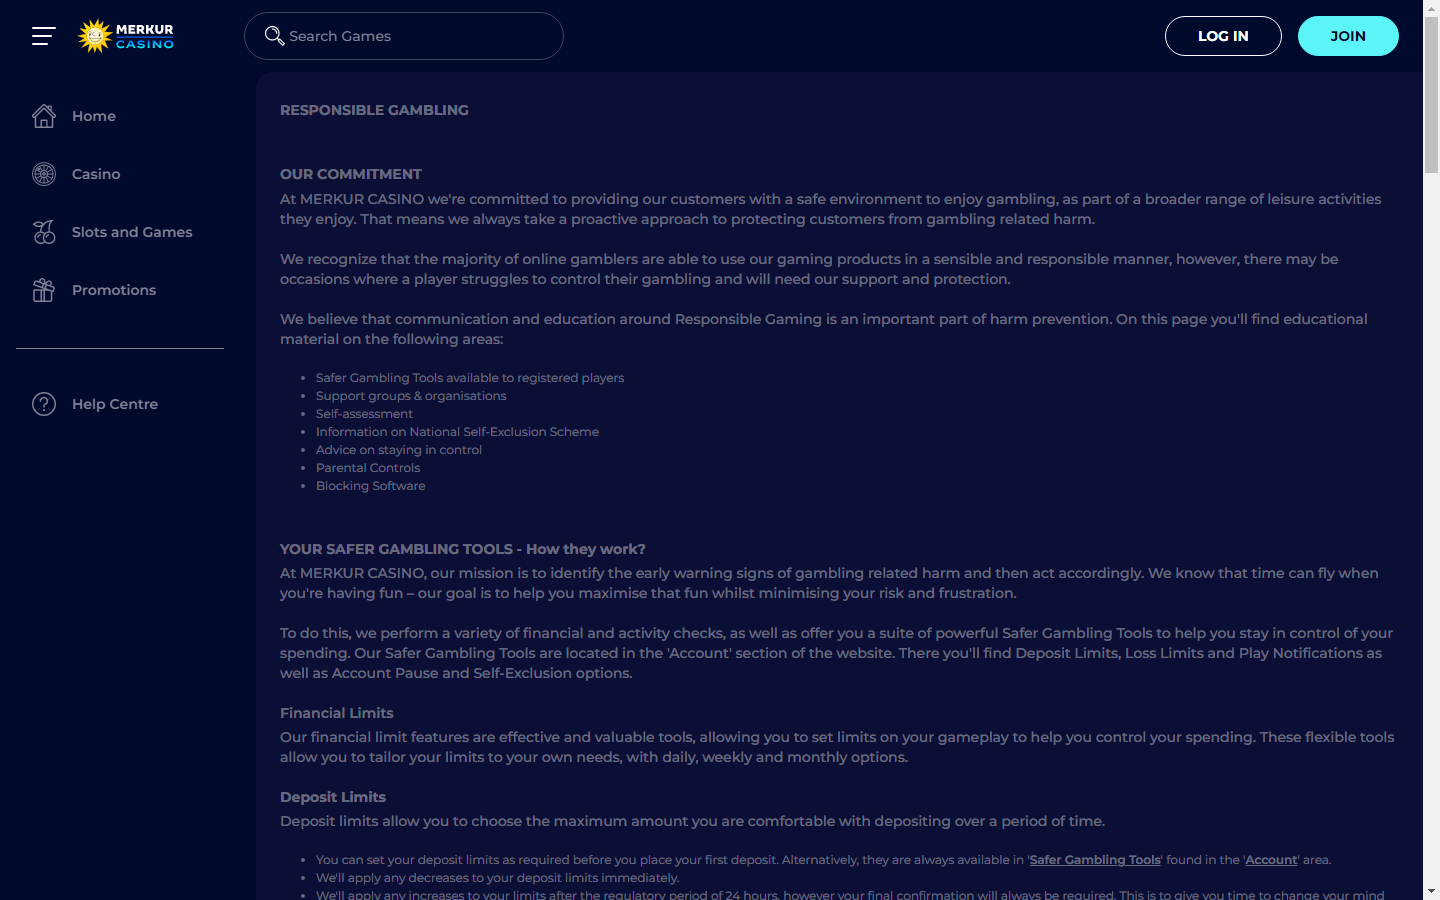 MERKUR
CASINO
Search Games
LOG IN
JOIN
Home
Casino
Slots and Games
Promotions
Help Centre
RESPONSIBLE GAMBLING
OUR COMMITMENT
At MERKUR CASINO we're committed to providing our customers with a safe environment to enjoy gambling, as part of a broader range of leisure activities
they enjoy. That means we always take a proactive approach to protecting customers from gambling related harm.
We recognize that the majority of online gamblers are able to use our gaming products in a sensible and responsible manner, however, there may be
occasions where a player struggles to control their gambling and will need our support and protection.
We believe that communication and education around Responsible Gaming is an important part of harm prevention. On this page you'll find educational
material on the following areas:
• Safer Gambling Tools available to registered players
• Support groups & organisations
• Self-assessment
• Information on National Self-Exclusion Scheme
• Advice on staying in control
• Parental Controls
• Blocking Software
YOUR SAFER GAMBLING TOOLS - How they work?
At MERKUR CASINO, our mission is to identify the early warning signs of gambling related harm and then act accordingly. We know that time can fly when
you're having fun – our goal is to help you maximise that fun whilst minimising your risk and frustration.
To do this, we perform a variety of financial and activity checks, as well as offer you a suite of powerful Safer Gambling Tools to help you stay in control of your
spending. Our Safer Gambling Tools are located in the 'Account' section of the website. There you'll find Deposit Limits, Loss Limits and Play Notifications as
well as Account Pause and Self-Exclusion options.
Financial Limits
Our financial limit features are effective and valuable tools, allowing you to set limits on your gameplay to help you control your spending. These flexible tools
allow you to tailor your limits to your own needs, with daily, weekly and monthly options.
Deposit Limits
Deposit limits allow you to choose the maximum amount you are comfortable with depositing over a period of time.
• You can set your deposit limits as required before you place your first deposit. Alternatively, they are always available in 'Safer Gambling Tools' found in the 'Account' area.
• We'll apply any decreases to your deposit limits immediately.
• We'll apply any increases to your limits after the regulatory period of 24 hours, however your final confirmation will always be required. This is to give you time to change your mind